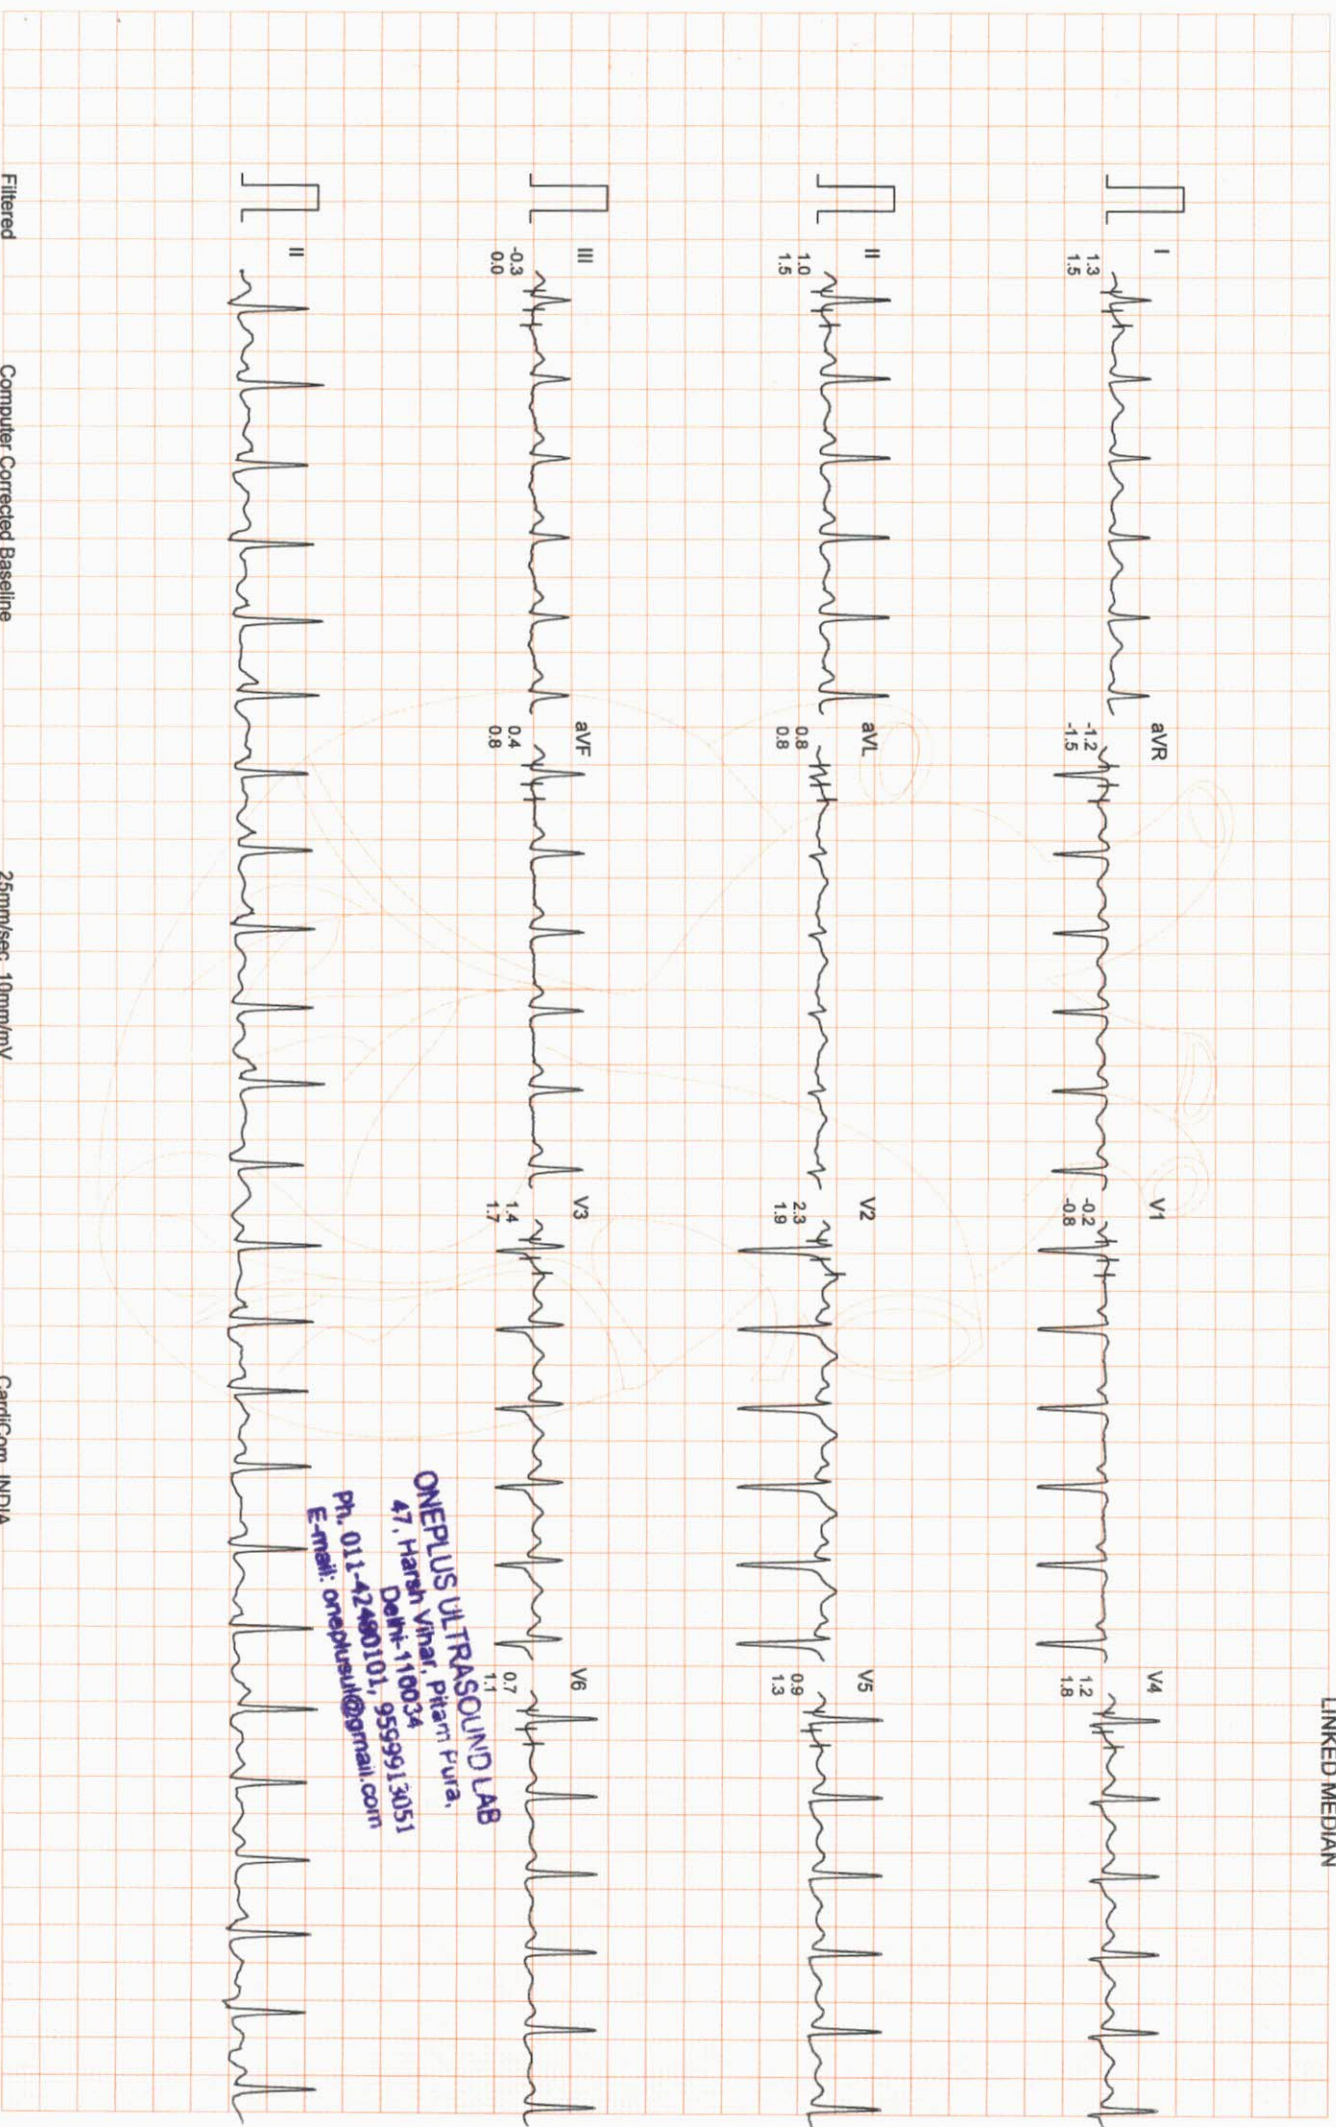 LINKED MEDIAN
I
1.3
1.5
aVR
-1.2
-1.5
V1
-0.2
-0.8
V4
1.2
1.8
II
1.0
1.5
aVL
0.8
0.8
V2
2.3
1.9
V5
0.9
1.3
III
-0.3
0.0
aVF
0.4
0.8
V3
1.4
1.7
V6
0.7
1.1
II
ONEPLUS ULTRASOUND LAB
47, Harsh Vihar, Pitam Pura,
Delhi-110034
Ph. 011-42480101, 9599913051
E-mail: oneplusul@gmail.com
Filtered
Computer Corrected Baseline
25mm/sec 10mm/mV
CardiCom INDIA